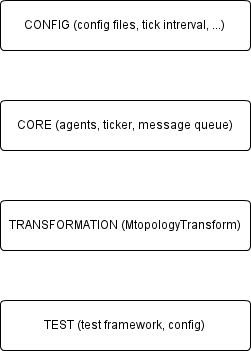 CONFIG (config files, tick intrerval, ...)
CORE (agents, ticker, message queue)
TRANSFORMATION (MtopologyTransform)
TEST (test framework, config)